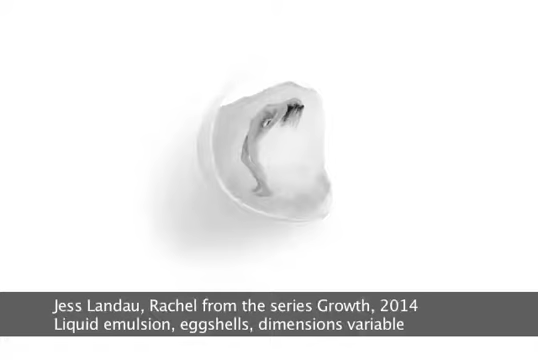 Jess Landau, Rachel from the series Growth, 2014
Liquid emulsion, eggshells, dimensions variable